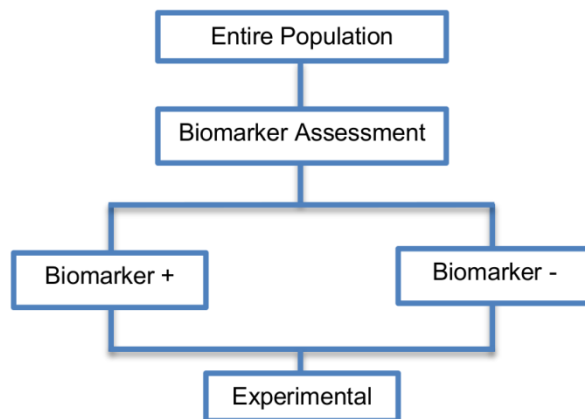 Entire Population
Biomarker Assessment
Biomarker +
Biomarker -
Experimental